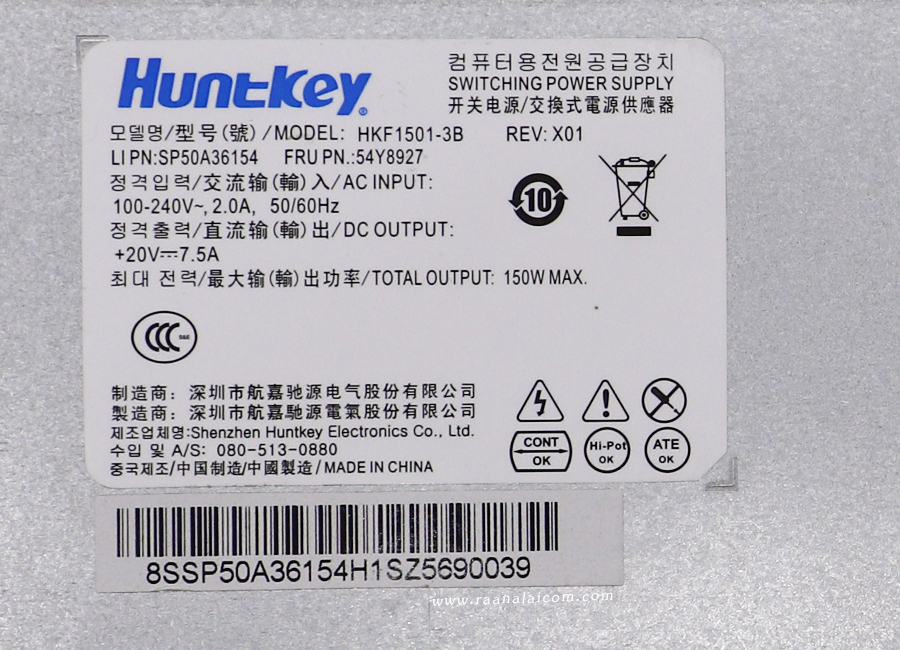 Huntkey®
컴퓨터용전원공급장치
SWITCHING POWER SUPPLY
开关电源/交換式電源供應器
모델명/型号(號)/MODEL: HKF1501-3B REV: X01
LI PN:SP50A36154 FRU PN.:54Y8927
정격입력/交流输(輸)入/AC INPUT:
100-240V~, 2.0A, 50/60Hz
정격출력/直流输(輸)出/DC OUTPUT:
+20V⎓7.5A
최대 전력/最大输(輸)出功率/TOTAL OUTPUT: 150W MAX.
10
CCC S&E
制造商: 深圳市航嘉驰源电气股份有限公司
製造商: 深圳市航嘉馳源電氣股份有限公司
제조업체명:Shenzhen Huntkey Electronics Co., Ltd.
수입 및 A/S: 080-513-0880
중국제조/中国制造/中國製造/MADE IN CHINA
CONT OK
Hi-Pot OK
ATE OK
8SSP50A36154H1SZ5690039
www.raanalaicom.com